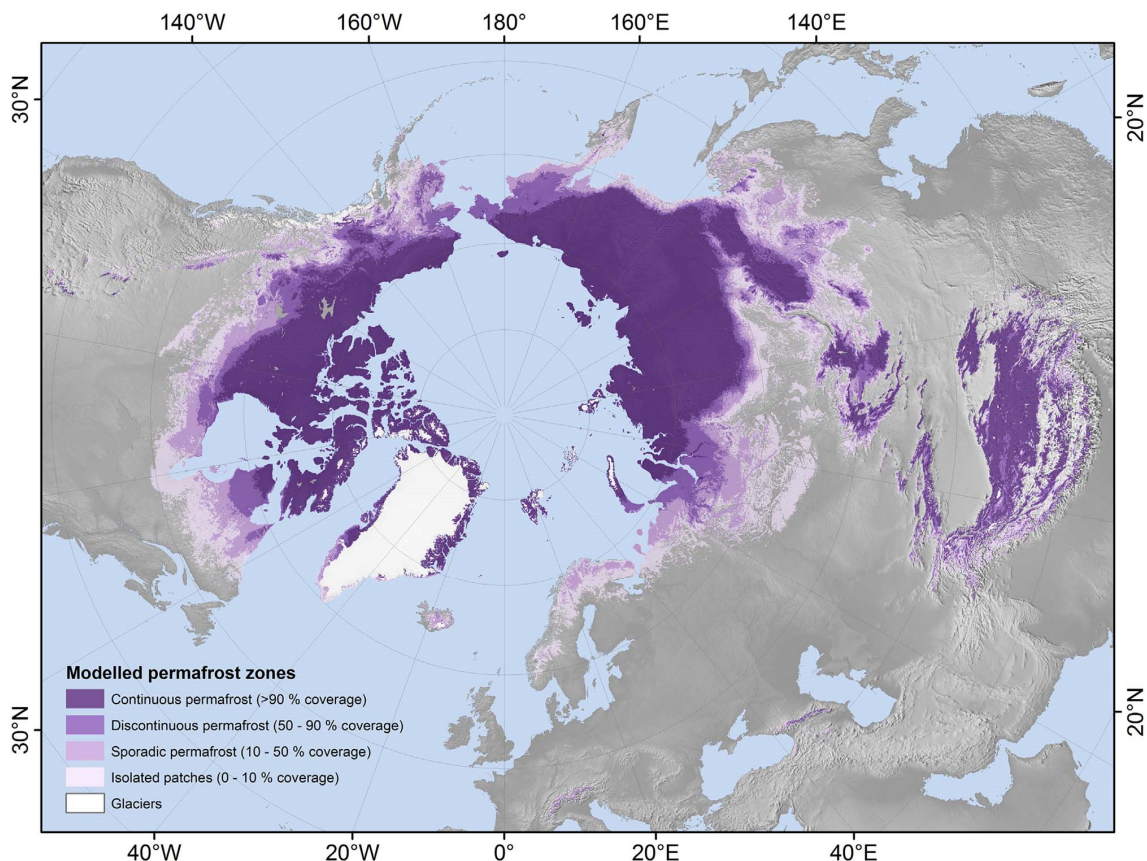 140°W 160°W 180° 160°E 140°E
30°N
20°N
30°N
20°N
Modelled permafrost zones
Continuous permafrost (>90 % coverage)
Discontinuous permafrost (50 - 90 % coverage)
Sporadic permafrost (10 - 50 % coverage)
Isolated patches (0 - 10 % coverage)
Glaciers
40°W 20°W 0° 20°E 40°E